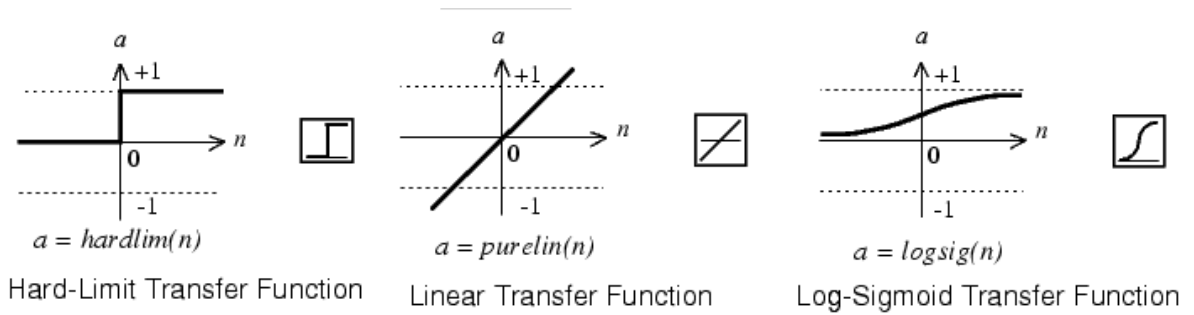 a
+1
n
0
-1
a = hardlim(n)
Hard-Limit Transfer Function
a
+1
n
0
-1
a = purelin(n)
Linear Transfer Function
a
+1
n
0
-1
a = logsig(n)
Log-Sigmoid Transfer Function